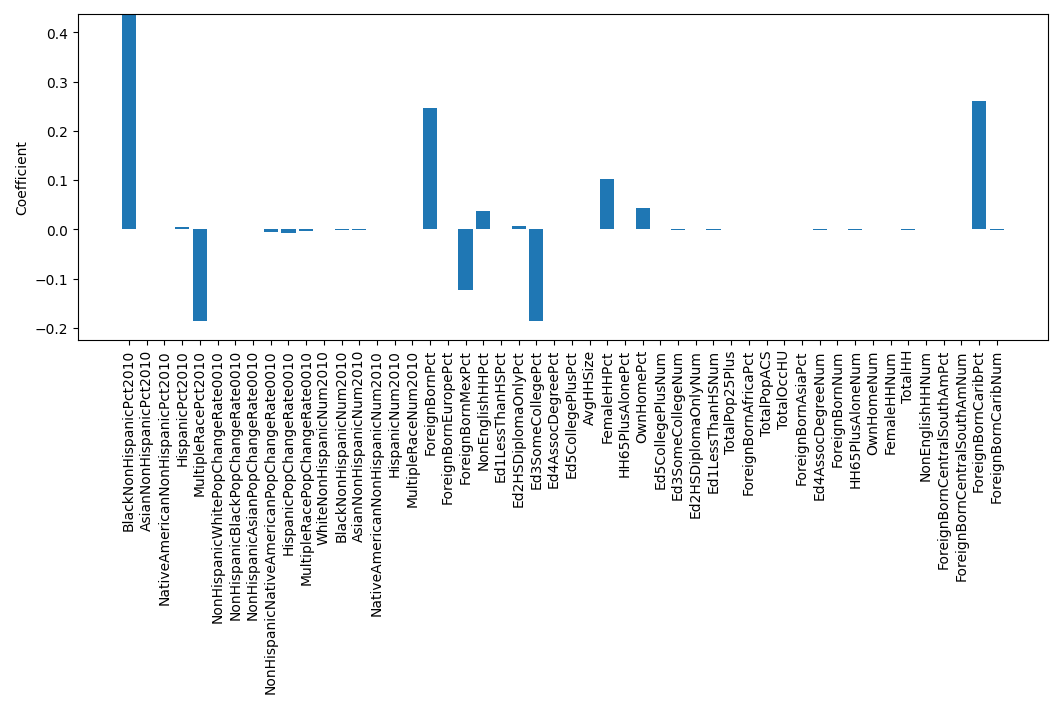 Coefficient
0.4
0.3
0.2
0.1
0.0
−0.1
−0.2
BlackNonHispanicPct2010
AsianNonHispanicPct2010
NativeAmericanNonHispanicPct2010
HispanicPct2010
MultipleRacePct2010
NonHispanicWhitePopChangeRate0010
NonHispanicBlackPopChangeRate0010
NonHispanicAsianPopChangeRate0010
NonHispanicNativeAmericanPopChangeRate0010
HispanicPopChangeRate0010
MultipleRacePopChangeRate0010
WhiteNonHispanicNum2010
BlackNonHispanicNum2010
AsianNonHispanicNum2010
NativeAmericanNonHispanicNum2010
HispanicNum2010
MultipleRaceNum2010
ForeignBornPct
ForeignBornEuropePct
ForeignBornMexPct
NonEnglishHHPct
Ed1LessThanHSPct
Ed2HSDiplomaOnlyPct
Ed3SomeCollegePct
Ed4AssocDegreePct
Ed5CollegePlusPct
AvgHHSize
FemaleHHPct
HH65PlusAlonePct
OwnHomePct
Ed5CollegePlusNum
Ed3SomeCollegeNum
Ed2HSDiplomaOnlyNum
Ed1LessThanHSNum
TotalPop25Plus
ForeignBornAfricaPct
TotalPopACS
TotalOccHU
ForeignBornAsiaPct
Ed4AssocDegreeNum
ForeignBornNum
HH65PlusAloneNum
OwnHomeNum
FemaleHHNum
TotalHH
NonEnglishHHNum
ForeignBornCentralSouthAmPct
ForeignBornCentralSouthAmNum
ForeignBornCaribPct
ForeignBornCaribNum